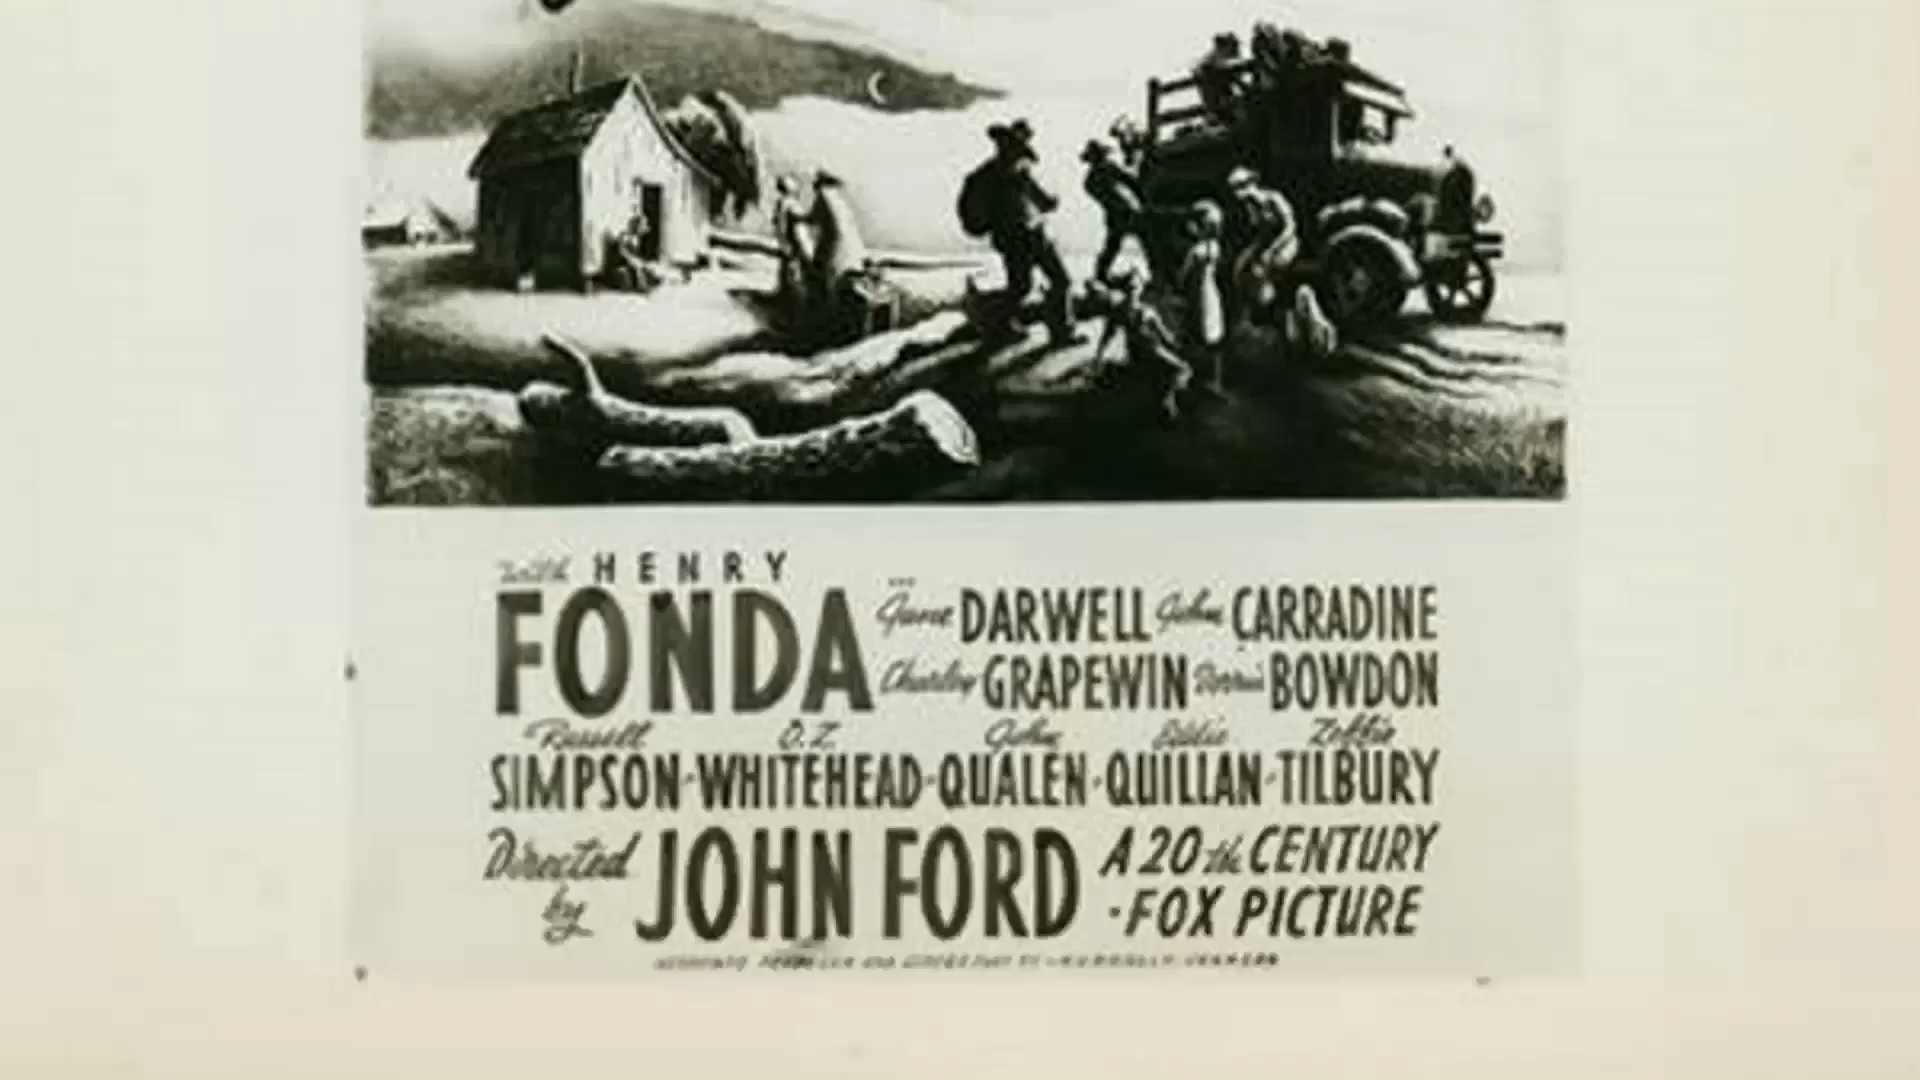 with HENRY
FONDA
Jane DARWELL John CARRADINE
Charley GRAPEWIN Dorris BOWDON
Russell O.Z. John Eddie Zeffie
SIMPSON·WHITEHEAD·QUALEN·QUILLAN·TILBURY
Directed by JOHN FORD
A 20th CENTURY
·FOX PICTURE